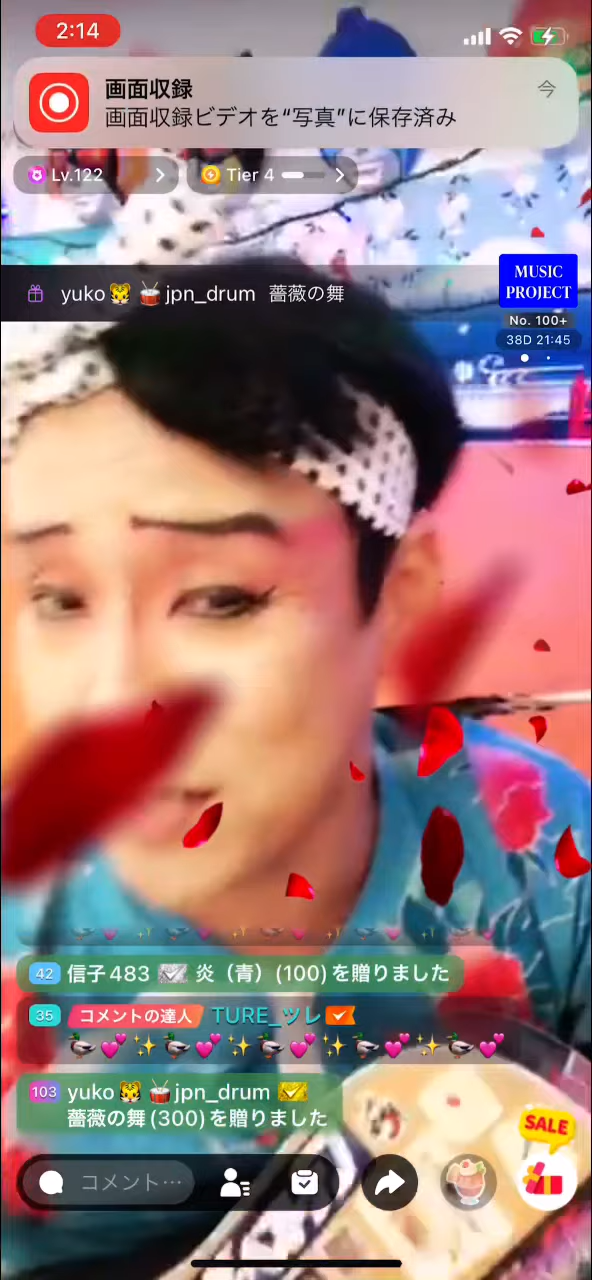 2:14
画面収録
今
画面収録ビデオを“写真”に保存済み
Lv.122
Tier 4
MUSIC
PROJECT
yuko🐯🥁jpn_drum 薔薇の舞
No. 100+
38D 21:45
42 信子483 炎（青）(100)を贈りました
35 コメントの達人 TURE_ツレ
🦆💕✨🦆💕✨🦆💕✨🦆💕✨🦆💕
103 yuko🐯🥁jpn_drum
薔薇の舞(300)を贈りました
SALE
コメント…